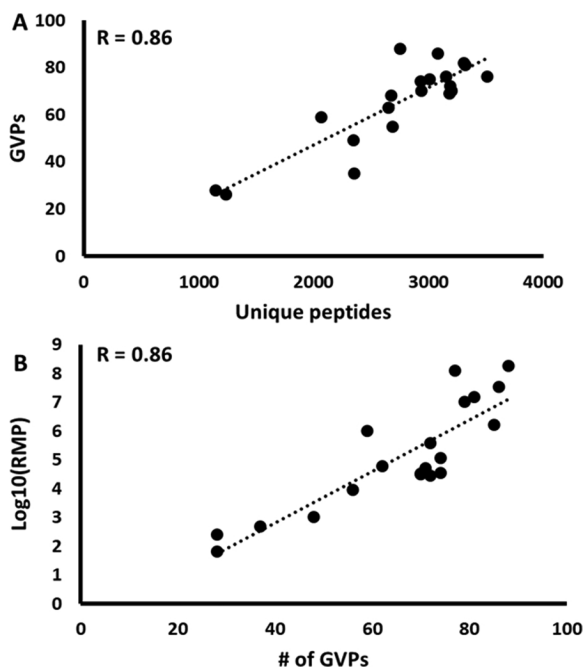 A
R = 0.86
GVPs
100
80
60
40
20
0
0 1000 2000 3000 4000
Unique peptides
B
R = 0.86
Log10(RMP)
9
8
7
6
5
4
3
2
1
0
0 20 40 60 80 100
# of GVPs